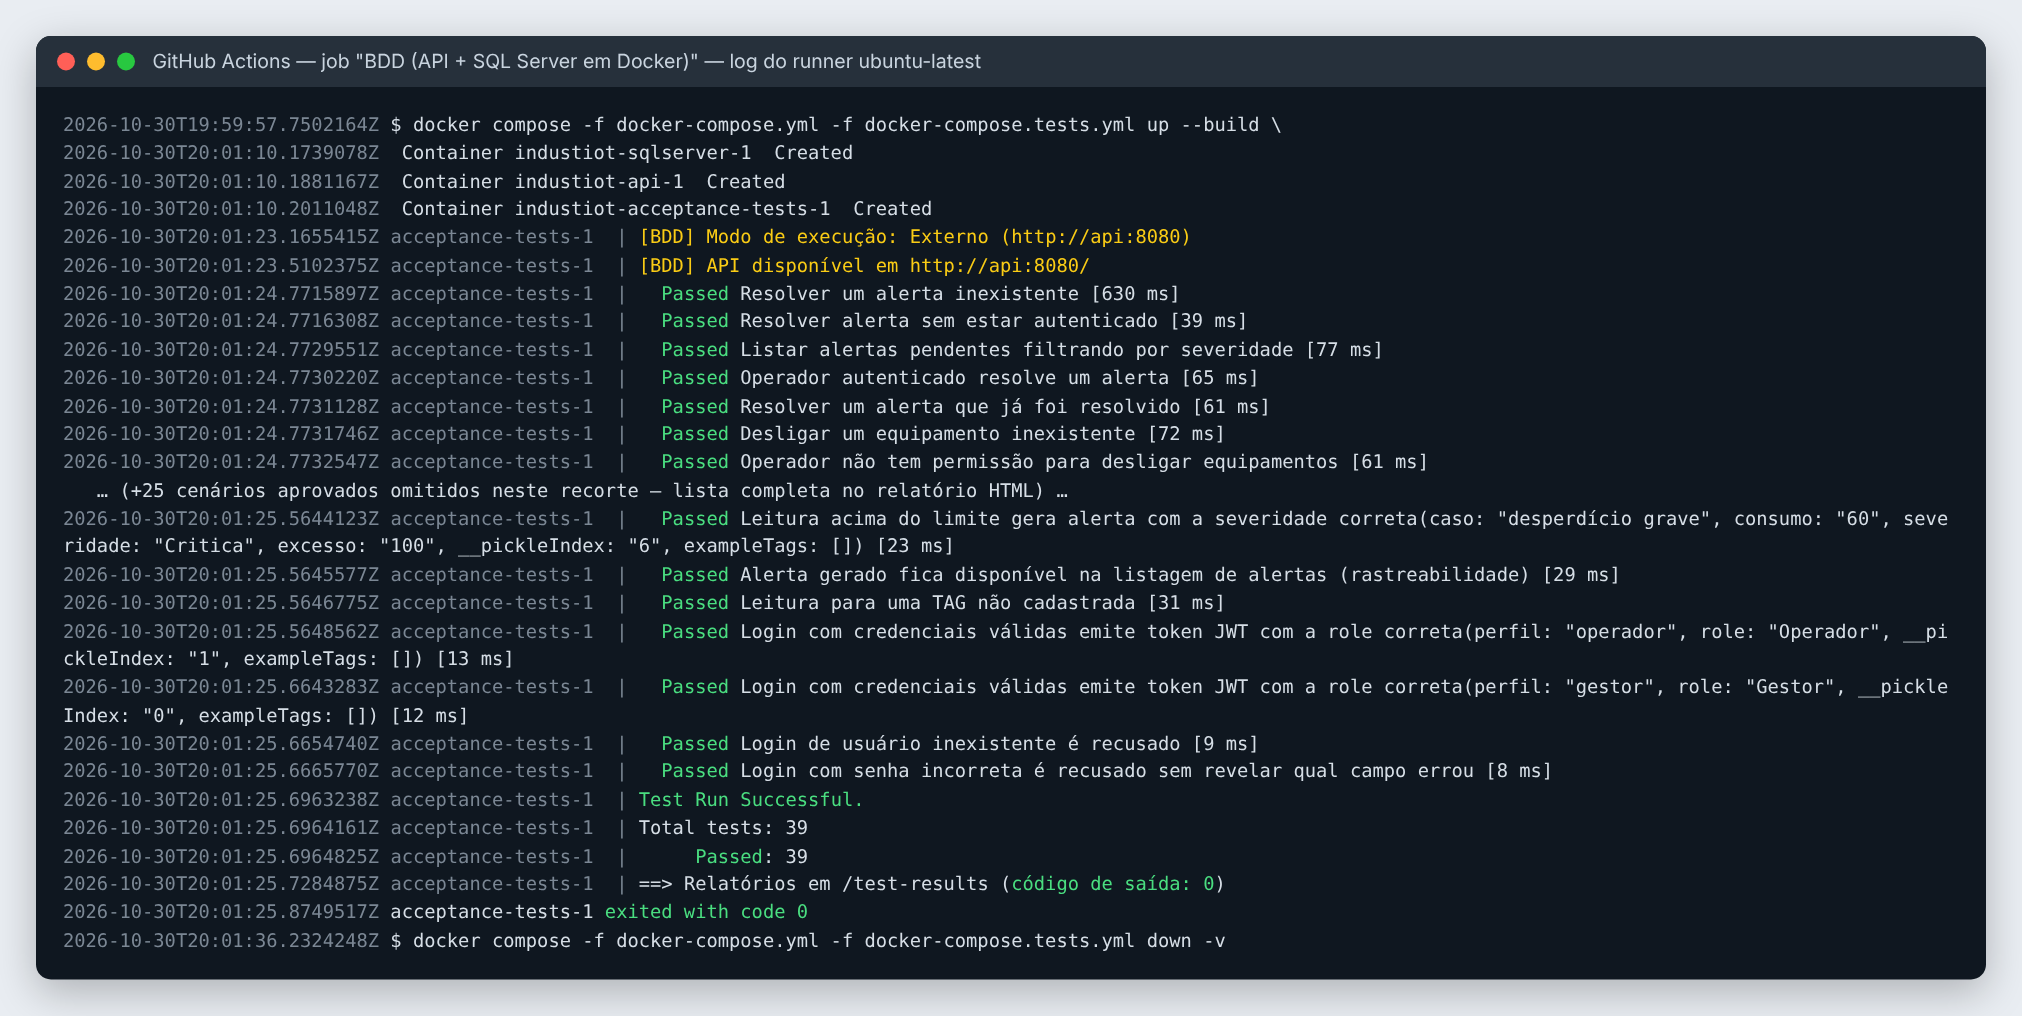 GitHub Actions — job "BDD (API + SQL Server em Docker)" — log do runner ubuntu-latest
2026-10-30T19:59:57.7502164Z $ docker compose -f docker-compose.yml -f docker-compose.tests.yml up --build \
2026-10-30T20:01:10.1739078Z  Container industiot-sqlserver-1  Created
2026-10-30T20:01:10.1881167Z  Container industiot-api-1  Created
2026-10-30T20:01:10.2011048Z  Container industiot-acceptance-tests-1  Created
2026-10-30T20:01:23.1655415Z acceptance-tests-1  | [BDD] Modo de execução: Externo (http://api:8080)
2026-10-30T20:01:23.5102375Z acceptance-tests-1  | [BDD] API disponível em http://api:8080/
2026-10-30T20:01:24.7715897Z acceptance-tests-1  |   Passed Resolver um alerta inexistente [630 ms]
2026-10-30T20:01:24.7716308Z acceptance-tests-1  |   Passed Resolver alerta sem estar autenticado [39 ms]
2026-10-30T20:01:24.7729551Z acceptance-tests-1  |   Passed Listar alertas pendentes filtrando por severidade [77 ms]
2026-10-30T20:01:24.7730220Z acceptance-tests-1  |   Passed Operador autenticado resolve um alerta [65 ms]
2026-10-30T20:01:24.7731128Z acceptance-tests-1  |   Passed Resolver um alerta que já foi resolvido [61 ms]
2026-10-30T20:01:24.7731746Z acceptance-tests-1  |   Passed Desligar um equipamento inexistente [72 ms]
2026-10-30T20:01:24.7732547Z acceptance-tests-1  |   Passed Operador não tem permissão para desligar equipamentos [61 ms]
   … (+25 cenários aprovados omitidos neste recorte — lista completa no relatório HTML) …
2026-10-30T20:01:25.5644123Z acceptance-tests-1  |   Passed Leitura acima do limite gera alerta com a severidade correta(caso: "desperdício grave", consumo: "60", seve
ridade: "Critica", excesso: "100", __pickleIndex: "6", exampleTags: []) [23 ms]
2026-10-30T20:01:25.5645577Z acceptance-tests-1  |   Passed Alerta gerado fica disponível na listagem de alertas (rastreabilidade) [29 ms]
2026-10-30T20:01:25.5646775Z acceptance-tests-1  |   Passed Leitura para uma TAG não cadastrada [31 ms]
2026-10-30T20:01:25.5648562Z acceptance-tests-1  |   Passed Login com credenciais válidas emite token JWT com a role correta(perfil: "operador", role: "Operador", __pi
ckleIndex: "1", exampleTags: []) [13 ms]
2026-10-30T20:01:25.6643283Z acceptance-tests-1  |   Passed Login com credenciais válidas emite token JWT com a role correta(perfil: "gestor", role: "Gestor", __pickle
Index: "0", exampleTags: []) [12 ms]
2026-10-30T20:01:25.6654740Z acceptance-tests-1  |   Passed Login de usuário inexistente é recusado [9 ms]
2026-10-30T20:01:25.6665770Z acceptance-tests-1  |   Passed Login com senha incorreta é recusado sem revelar qual campo errou [8 ms]
2026-10-30T20:01:25.6963238Z acceptance-tests-1  | Test Run Successful.
2026-10-30T20:01:25.6964161Z acceptance-tests-1  | Total tests: 39
2026-10-30T20:01:25.6964825Z acceptance-tests-1  |      Passed: 39
2026-10-30T20:01:25.7284875Z acceptance-tests-1  | ==> Relatórios em /test-results (código de saída: 0)
2026-10-30T20:01:25.8749517Z acceptance-tests-1 exited with code 0
2026-10-30T20:01:36.2324248Z $ docker compose -f docker-compose.yml -f docker-compose.tests.yml down -v